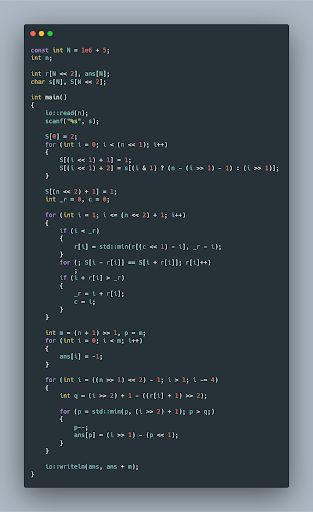 const int N = 1e6 + 5;
int n;
int r[N << 2], ans[N];
char s[N], S[N << 2];
int main()
{
io::read(n);
scanf("%s", s);
S[0] = 2;
for (int i = 0; i < (n << 1); i++)
{
S[(i << 1) + 1] = 1;
S[(i << 1) + 2] = s[(i & 1) ? (n - (i >> 1) - 1) : (i >> 1)];
}
S[(n << 2) + 1] = 1;
int _r = 0, c = 0;
for (int i = 1; i <= (n << 2) + 1; i++)
{
if (i < _r)
{
r[i] = std::min(r[(c << 1) - i], _r - i);
}
for (; S[i - r[i]] == S[i + r[i]]; r[i]++)
;
if (i + r[i] > _r)
{
_r = i + r[i];
c = i;
}
}
int m = (n + 1) >> 1, p = m;
for (int i = 0; i < m; i++)
{
ans[i] = -1;
}
for (int i = ((n >> 1) << 2) - 1; i > 1; i -= 4)
{
int q = (i >> 2) + 1 - ((r[i] + 1) >> 2);
for (p = std::min(p, (i >> 2) + 1); p > q;)
{
p--;
ans[p] = (i >> 1) - (p << 1);
}
}
io::writelm(ans, ans + m);
}